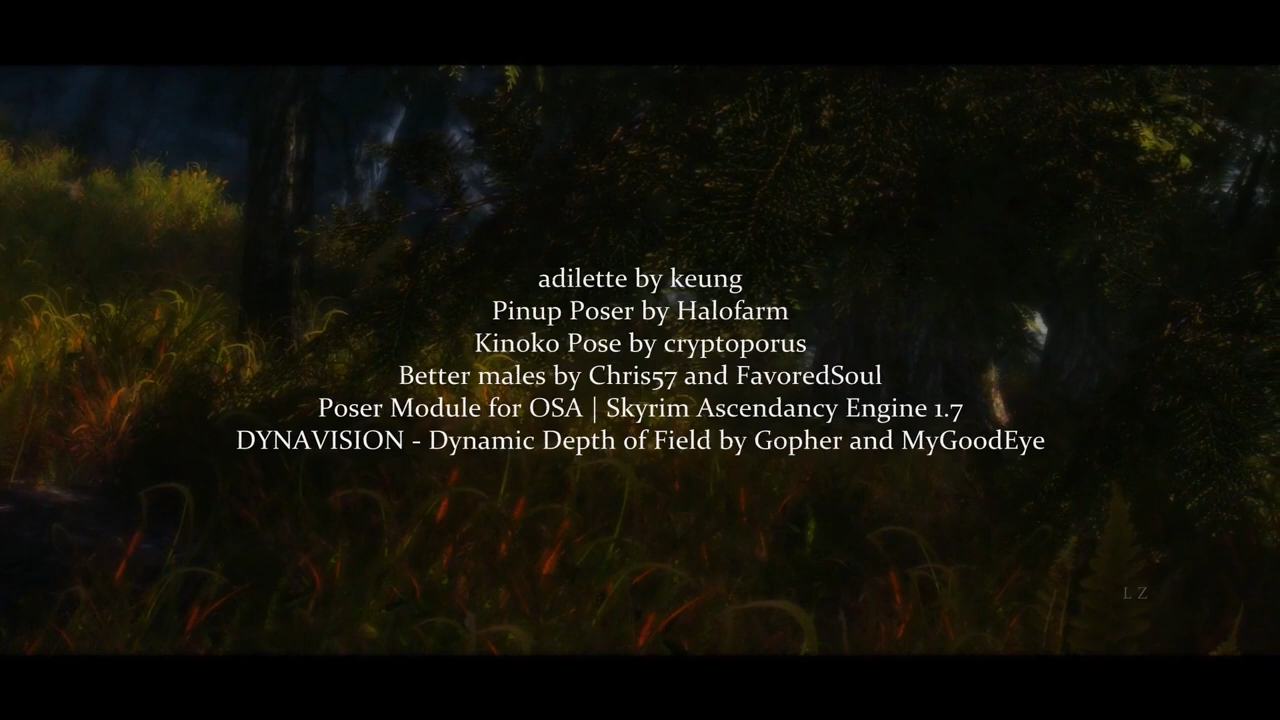 adilette by keung
Pinup Poser by Halofarm
Kinoko Pose by cryptoporus
Better males by Chris57 and FavoredSoul
Poser Module for OSA | Skyrim Ascendancy Engine 1.7
DYNAVISION - Dynamic Depth of Field by Gopher and MyGoodEye
L Z